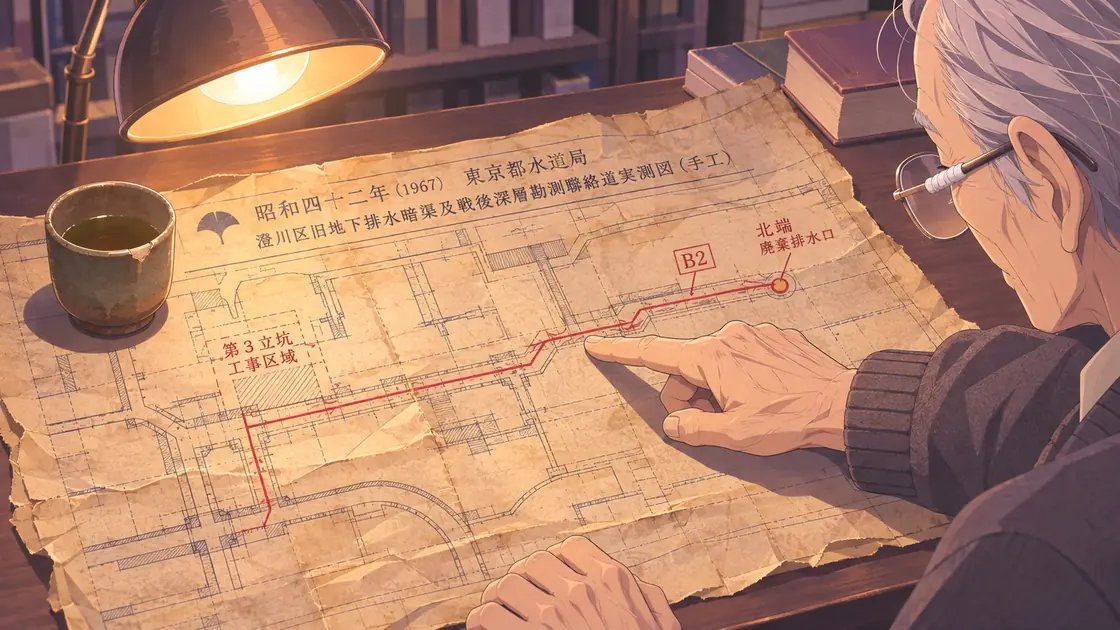 昭和四十二年(1967) 東京都水道局
澄川区旧地下排水暗渠及戦後深層勘測聯絡道実測図(手工)
北端
廃棄排水口
B2
第3立坑
工事区域